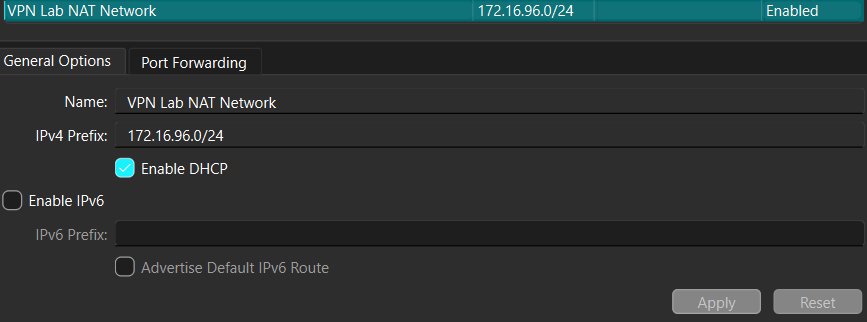 VPN Lab NAT Network 172.16.96.0/24 Enabled
General Options Port Forwarding
Name: VPN Lab NAT Network
IPv4 Prefix: 172.16.96.0/24
Enable DHCP
Enable IPv6
IPv6 Prefix:
Advertise Default IPv6 Route
Apply Reset